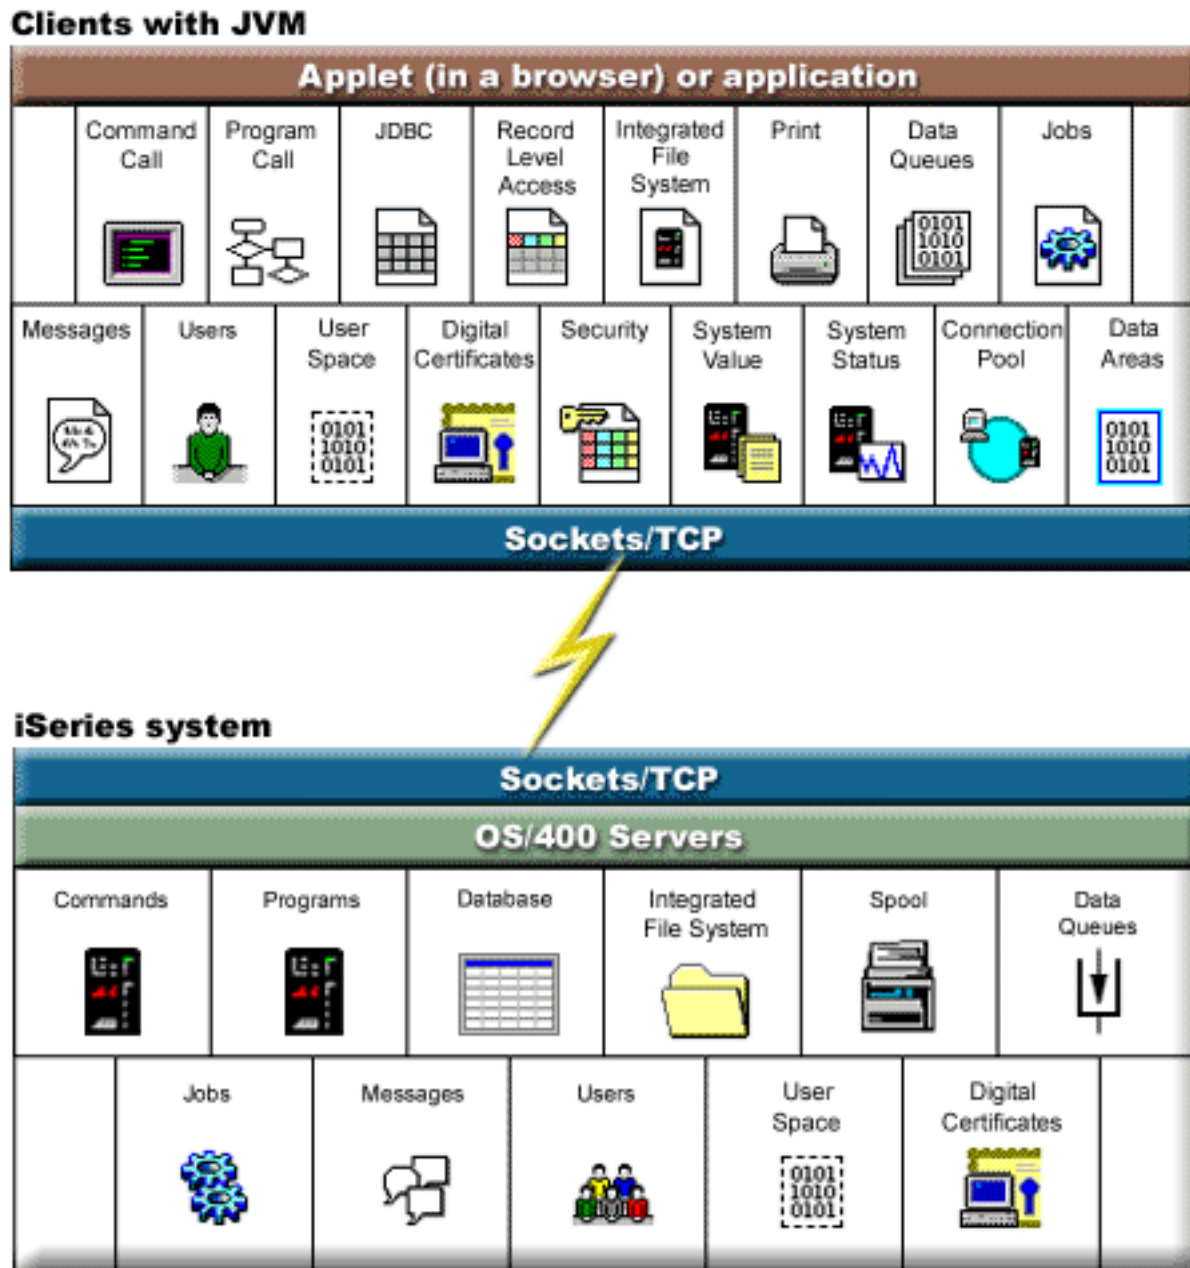 Clients with JVM
Applet (in a browser) or application
Command Call
Program Call
JDBC
Record Level Access
Integrated File System
Print
Data Queues
Jobs
0101
1010
0101
Messages
Users
User Space
Digital Certificates
Security
System Value
System Status
Connection Pool
Data Areas
0101
1010
0101
0101
1010
0101
Sockets/TCP
iSeries system
Sockets/TCP
OS/400 Servers
Commands
Programs
Database
Integrated File System
Spool
Data Queues
Jobs
Messages
Users
User Space
Digital Certificates
0101
1010
0101